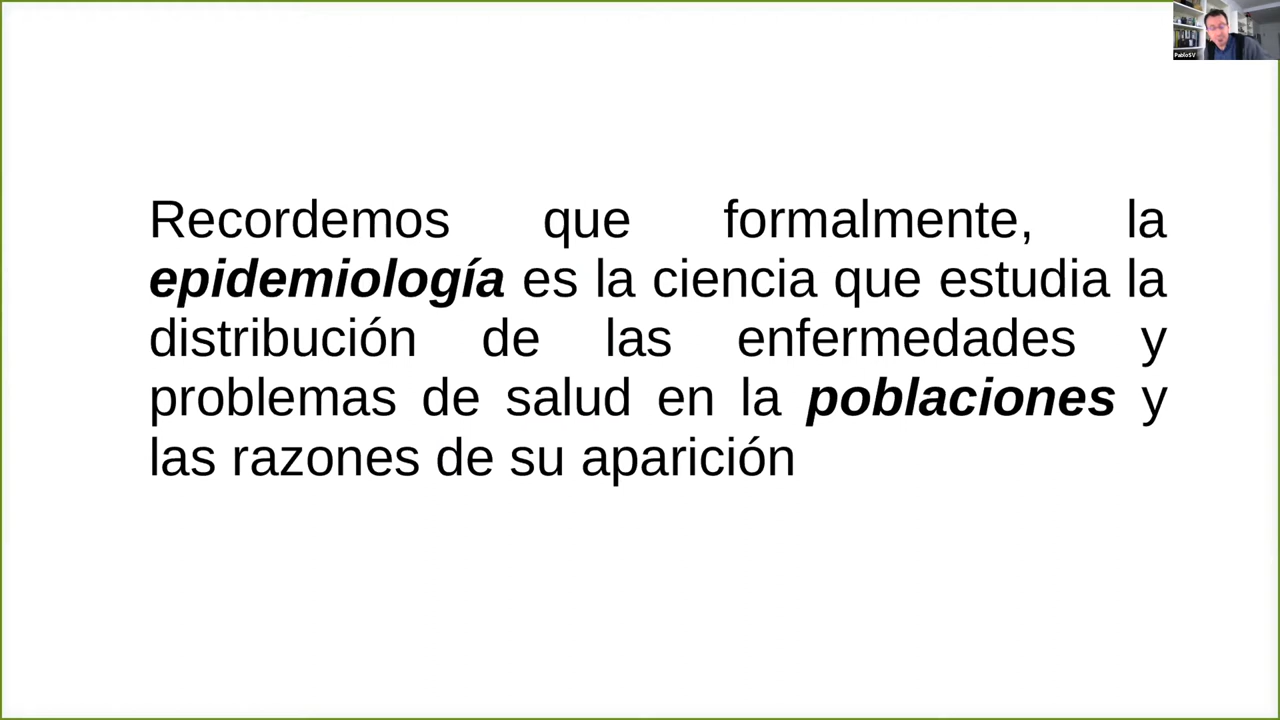 PabloSV
Recordemos que formalmente, la
epidemiología es la ciencia que estudia la
distribución de las enfermedades y
problemas de salud en la poblaciones y
las razones de su aparición